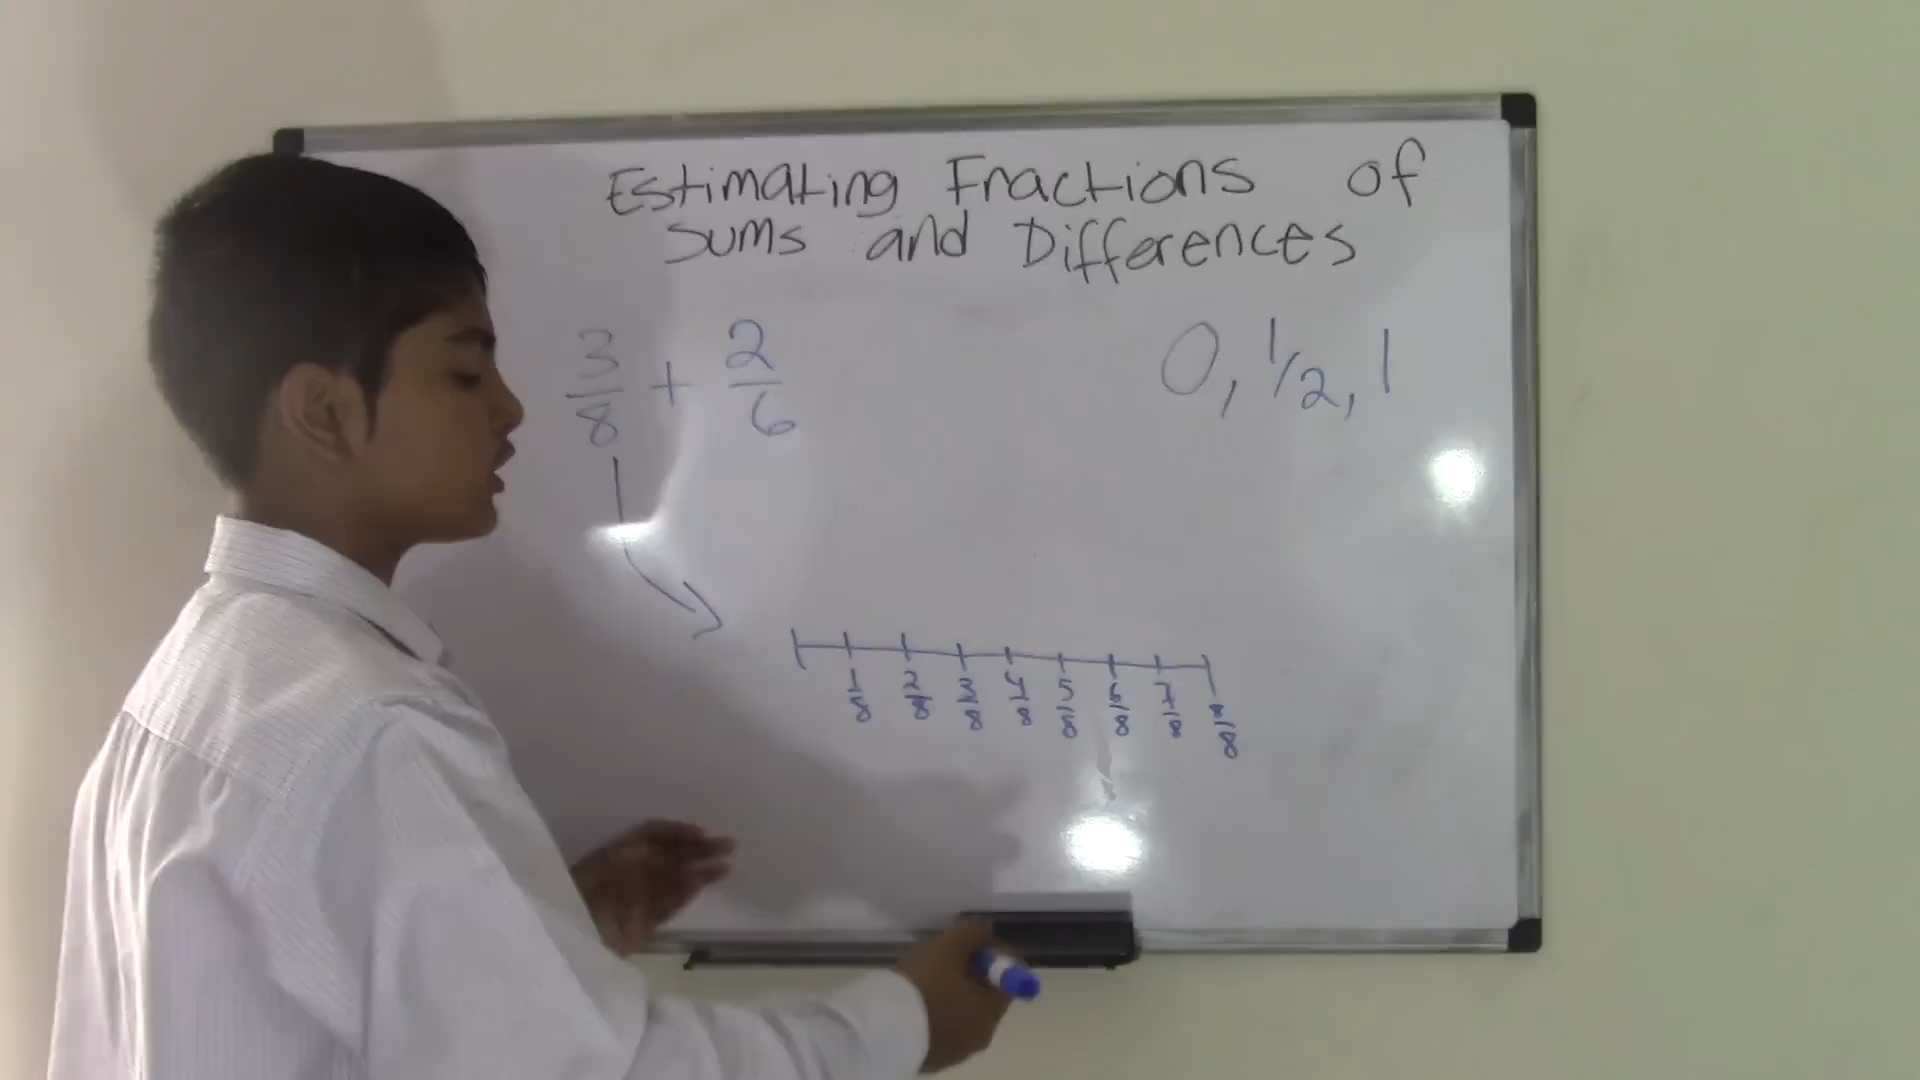 Estimating Fractions of
Sums and Differences
3/8 + 2/6
0, 1/2, 1
1/8 2/8 3/8 4/8 5/8 6/8 7/8 8/8